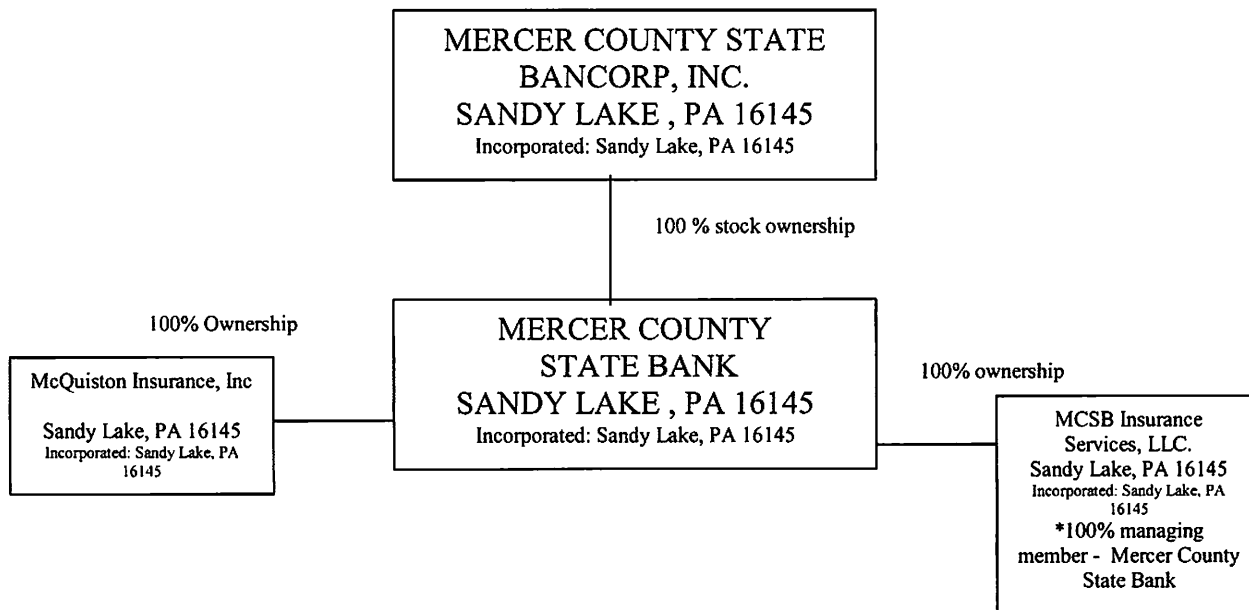 MERCER COUNTY STATE
BANCORP, INC.
SANDY LAKE , PA 16145
Incorporated: Sandy Lake, PA 16145
100 % stock ownership
100% Ownership
MERCER COUNTY
STATE BANK
SANDY LAKE , PA 16145
Incorporated: Sandy Lake, PA 16145
McQuiston Insurance, Inc
Sandy Lake, PA 16145
Incorporated: Sandy Lake, PA
16145
100% ownership
MCSB Insurance
Services, LLC.
Sandy Lake, PA 16145
Incorporated: Sandy Lake, PA
16145
*100% managing
member - Mercer County
State Bank